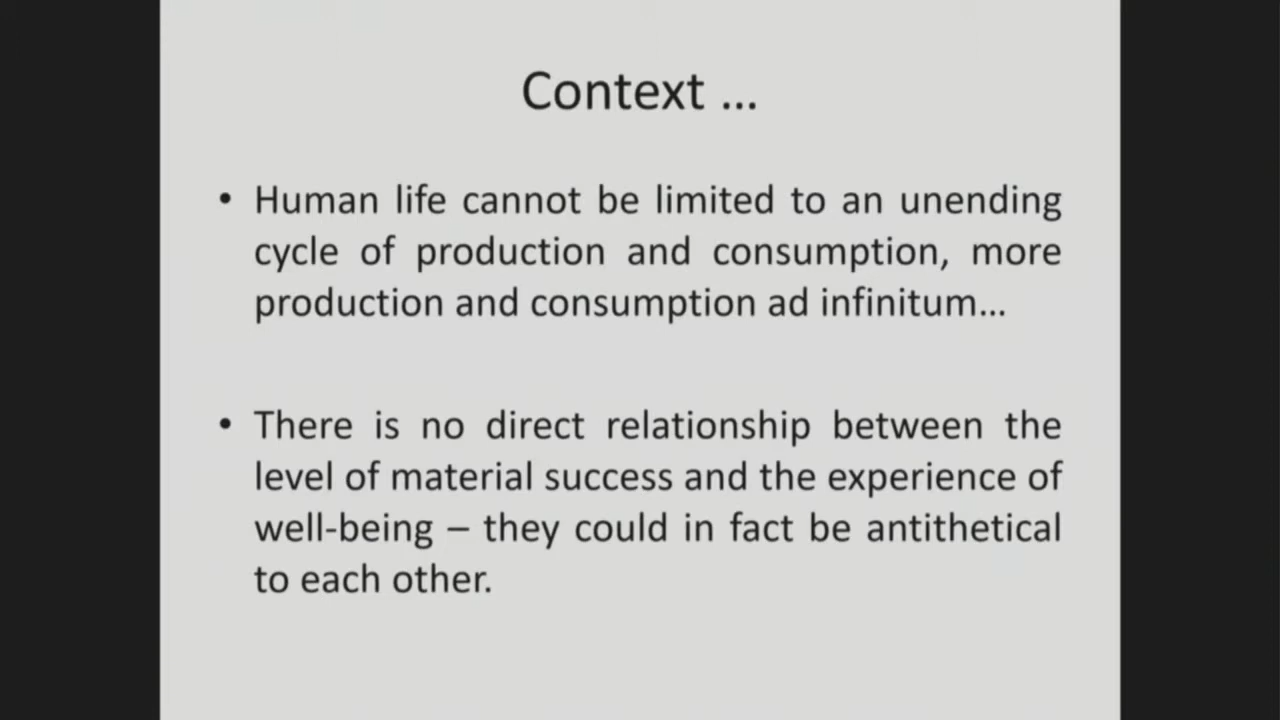 Context ...
• Human life cannot be limited to an unending
cycle of production and consumption, more
production and consumption ad infinitum...
• There is no direct relationship between the
level of material success and the experience of
well-being – they could in fact be antithetical
to each other.